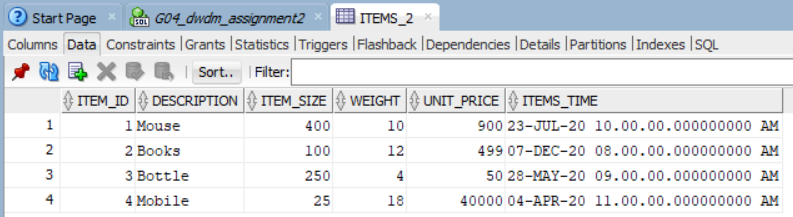 Start Page G04_dwdm_assignment2 ITEMS_2
Columns Data Constraints Grants Statistics Triggers Flashback Dependencies Details Partitions Indexes SQL
Sort.. Filter:
ITEM_ID DESCRIPTION ITEM_SIZE WEIGHT UNIT_PRICE ITEMS_TIME
1 1 Mouse 400 10 900 23-JUL-20 10.00.00.000000000 AM
2 2 Books 100 12 499 07-DEC-20 08.00.00.000000000 AM
3 3 Bottle 250 4 50 28-MAY-20 09.00.00.000000000 AM
4 4 Mobile 25 18 40000 04-APR-20 11.00.00.000000000 AM